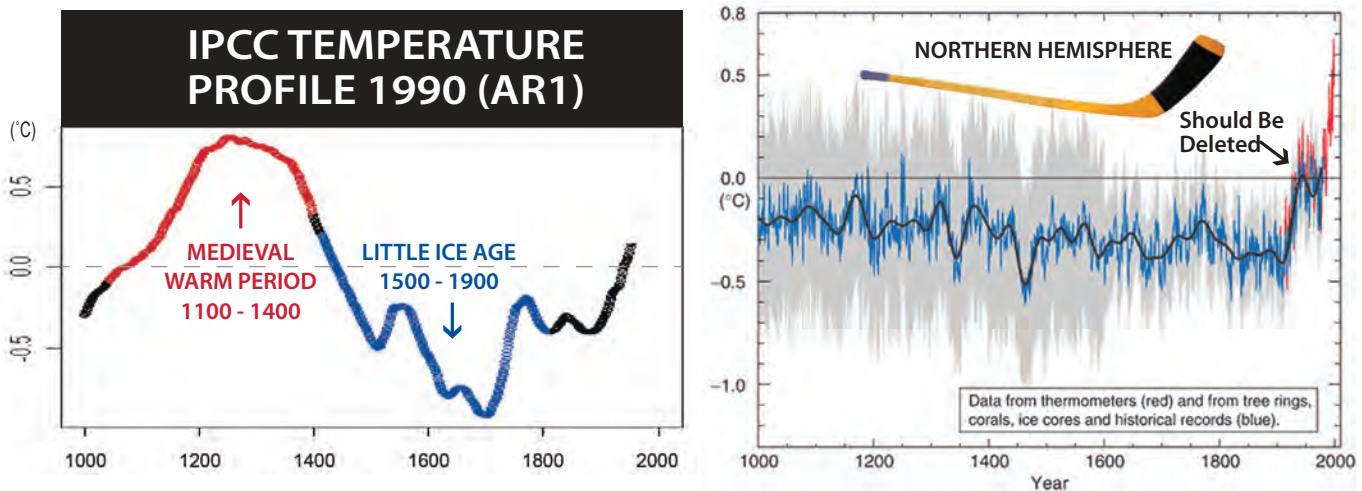 IPCC TEMPERATURE
PROFILE 1990 (AR1)
(°C)
0.5
0.0
-0.5
MEDIEVAL
WARM PERIOD
1100 - 1400
LITTLE ICE AGE
1500 - 1900
1000
1200
1400
1600
1800
2000
0.8
0.5
0.0
(°C)
−0.5
−1.0
NORTHERN HEMISPHERE
Should Be
Deleted
Data from thermometers (red) and from tree rings,
corals, ice cores and historical records (blue).
1000
1200
1400
1600
1800
2000
Year